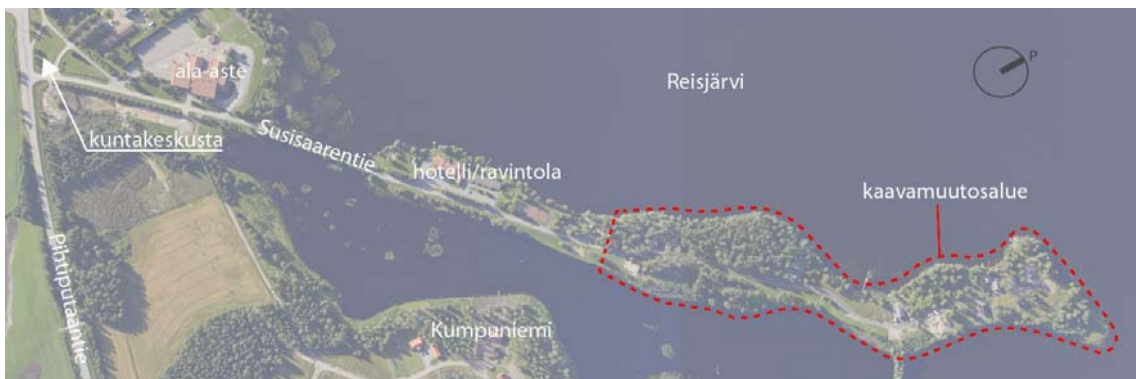 ala-aste
kuntakeskusta
Susisaarentie
hotelli/ravintola
Reisjärvi
P
kaavamuutosalue
Pihtiputaantie
Kumpuniemi